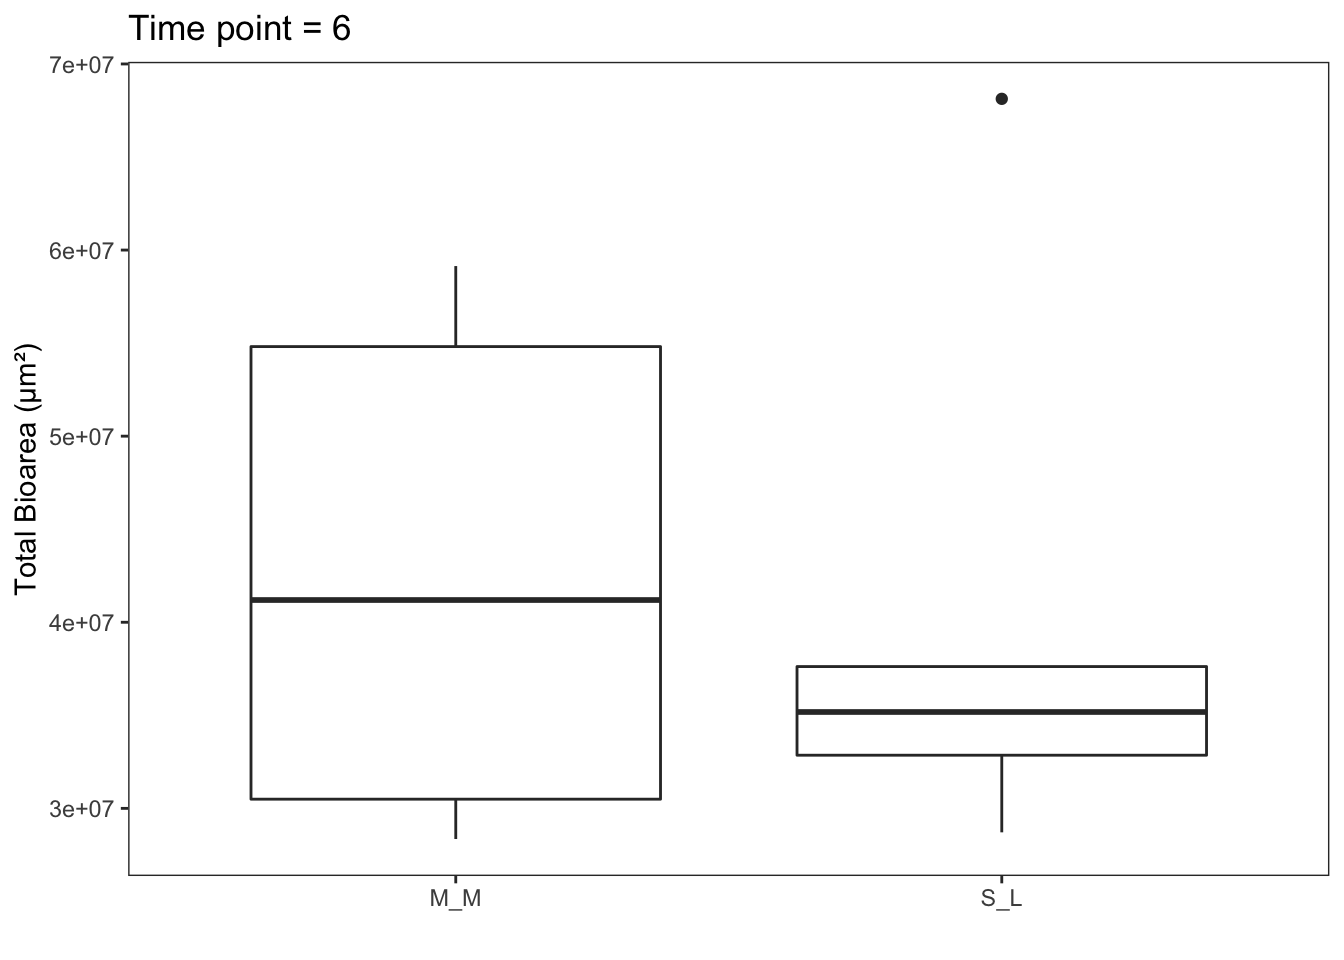 Time point = 6
7e+07
6e+07
5e+07
4e+07
3e+07
Total Bioarea (µm²)
M_M
S_L